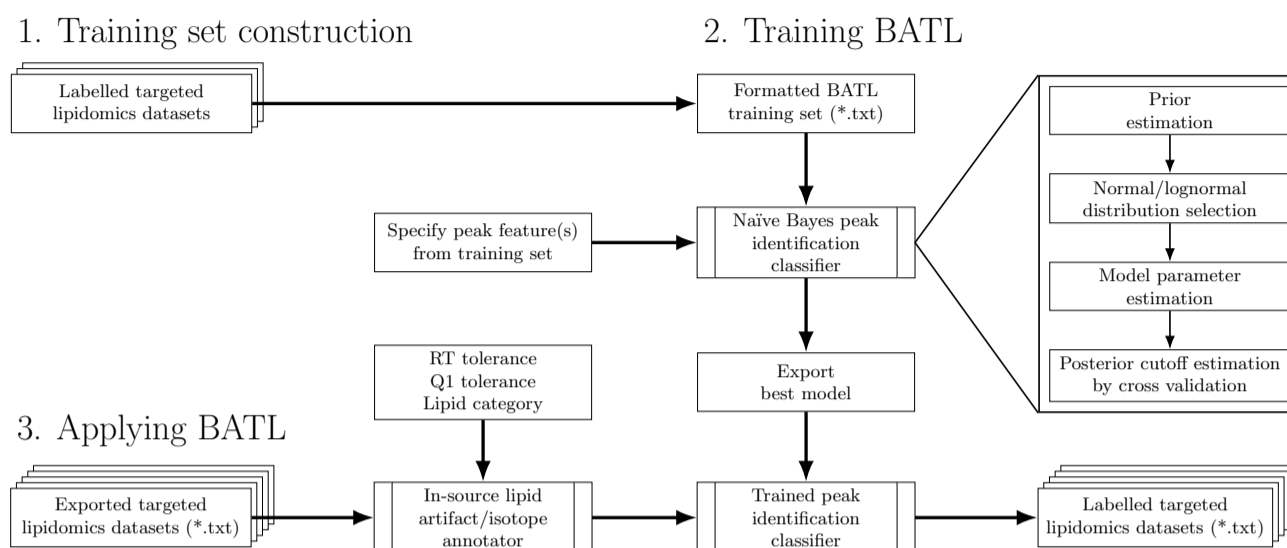 1. Training set construction
2. Training BATL
Labelled targeted
lipidomics datasets
Formatted BATL
training set (*.txt)
Prior
estimation
Normal/lognormal
distribution selection
Specify peak feature(s)
from training set
Naïve Bayes peak
identification
classifier
Model parameter
estimation
RT tolerance
Q1 tolerance
Lipid category
Export
best model
Posterior cutoff estimation
by cross validation
3. Applying BATL
Exported targeted
lipidomics datasets (*.txt)
In-source lipid
artifact/isotope
annotator
Trained peak
identification
classifier
Labelled targeted
lipidomics datasets (*.txt)